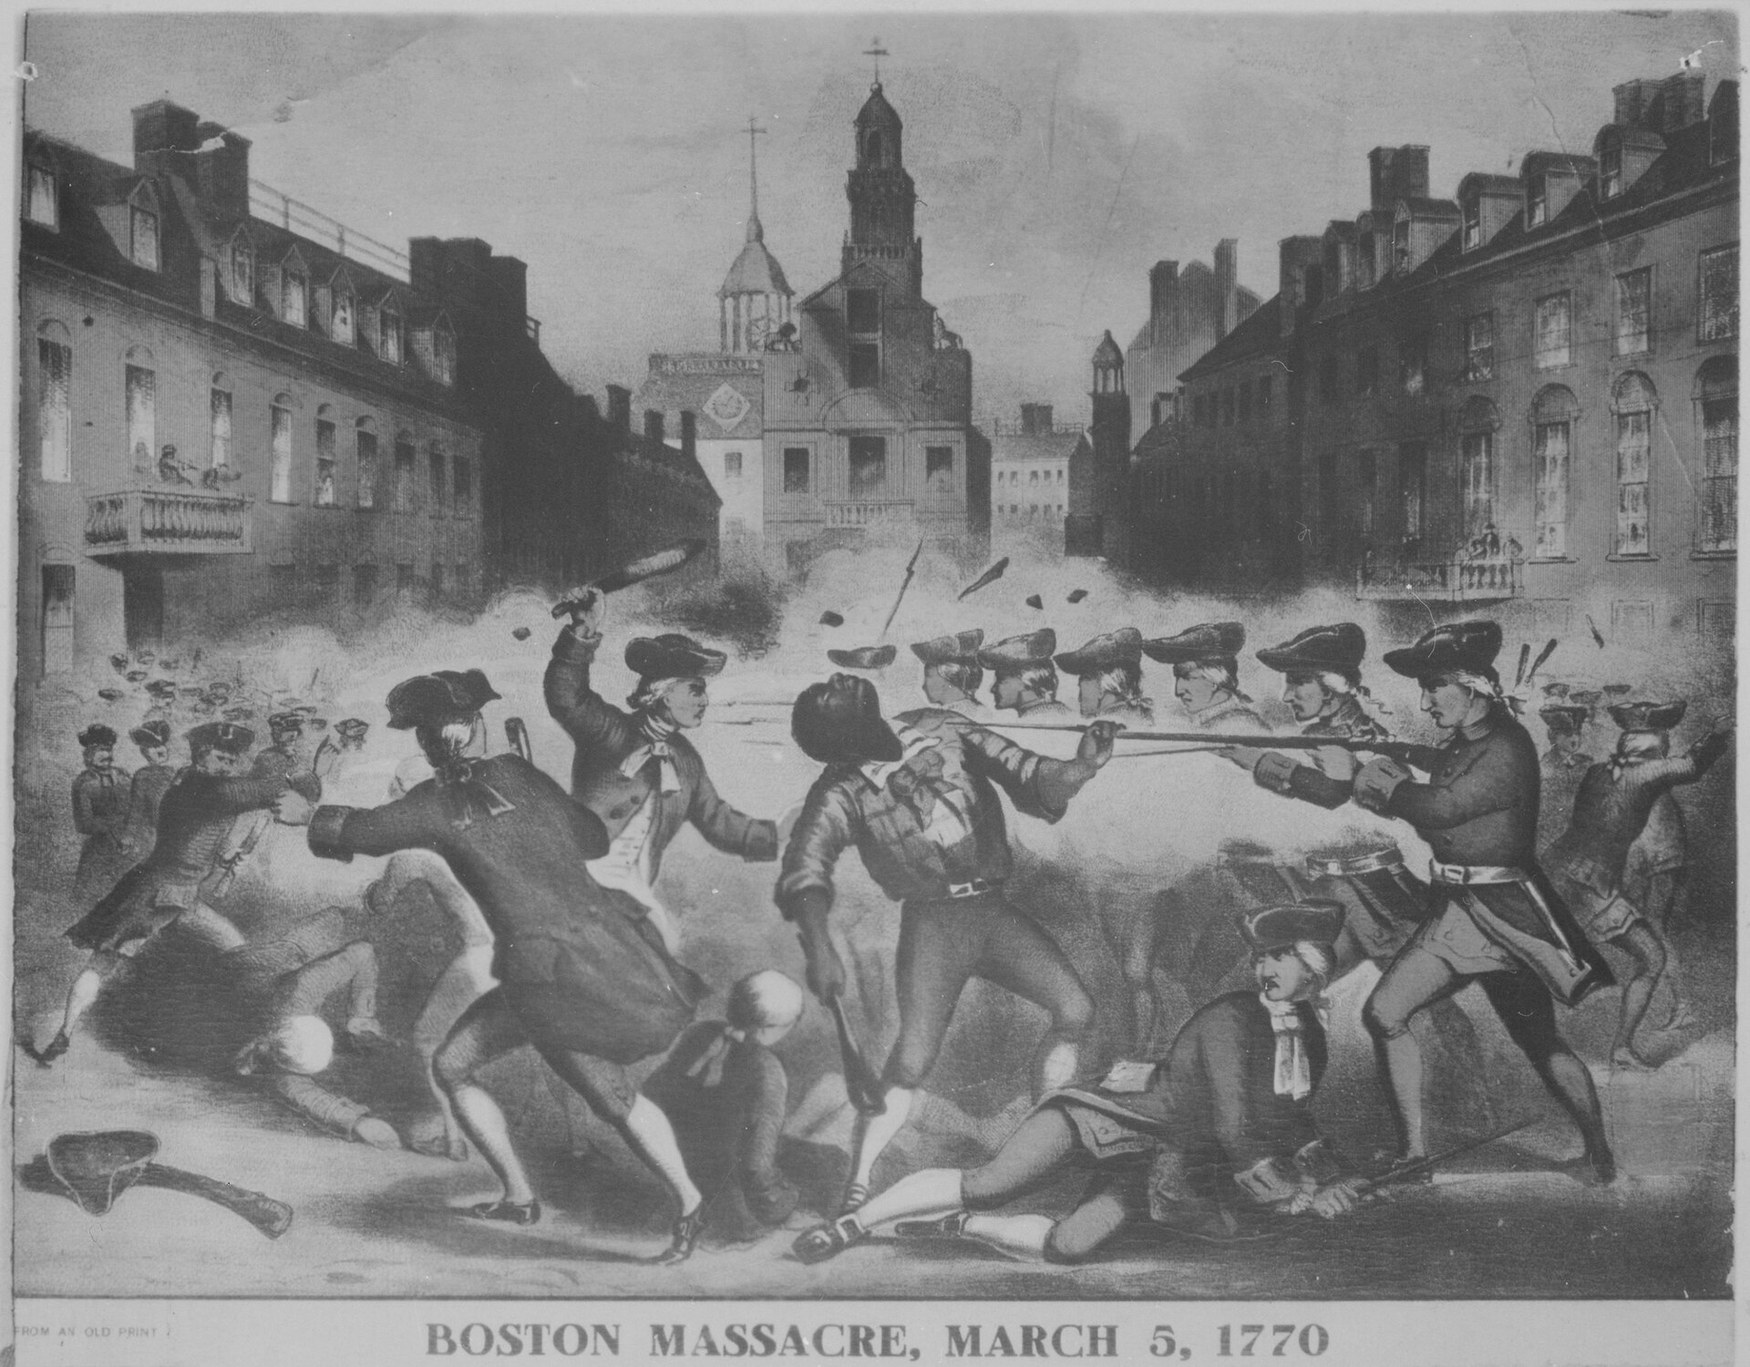 FROM AN OLD PRINT
BOSTON MASSACRE, MARCH 5, 1770